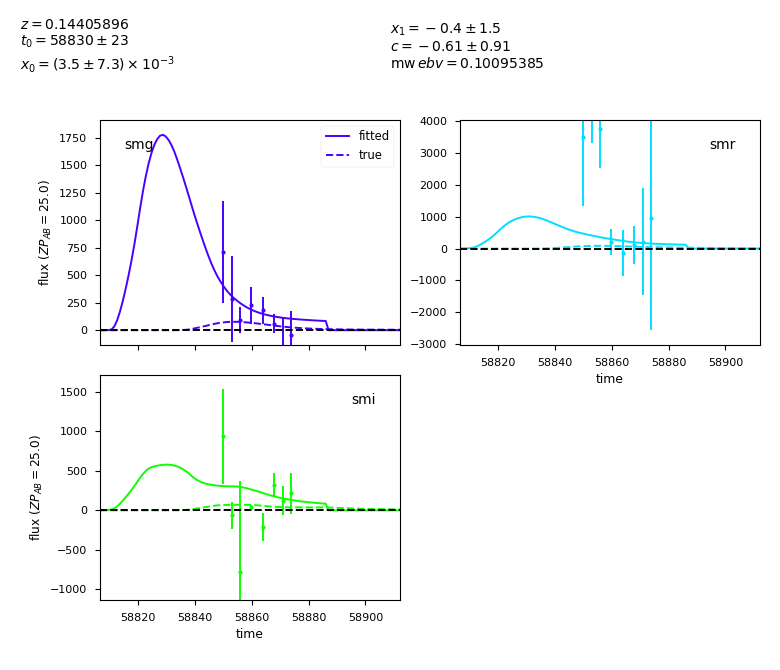 z = 0.14405896
t₀ = 58830 ± 23
x₀ = (3.5 ± 7.3) × 10⁻³
x₁ = −0.4 ± 1.5
c = −0.61 ± 0.91
mw ebv = 0.10095385
smg
fitted
true
1750
1500
1250
1000
750
500
250
0
flux (ZP_AB = 25.0)
smr
4000
3000
2000
1000
0
−1000
−2000
−3000
58820 58840 58860 58880 58900
time
smi
1500
1000
500
0
−500
−1000
flux (ZP_AB = 25.0)
58820 58840 58860 58880 58900
time